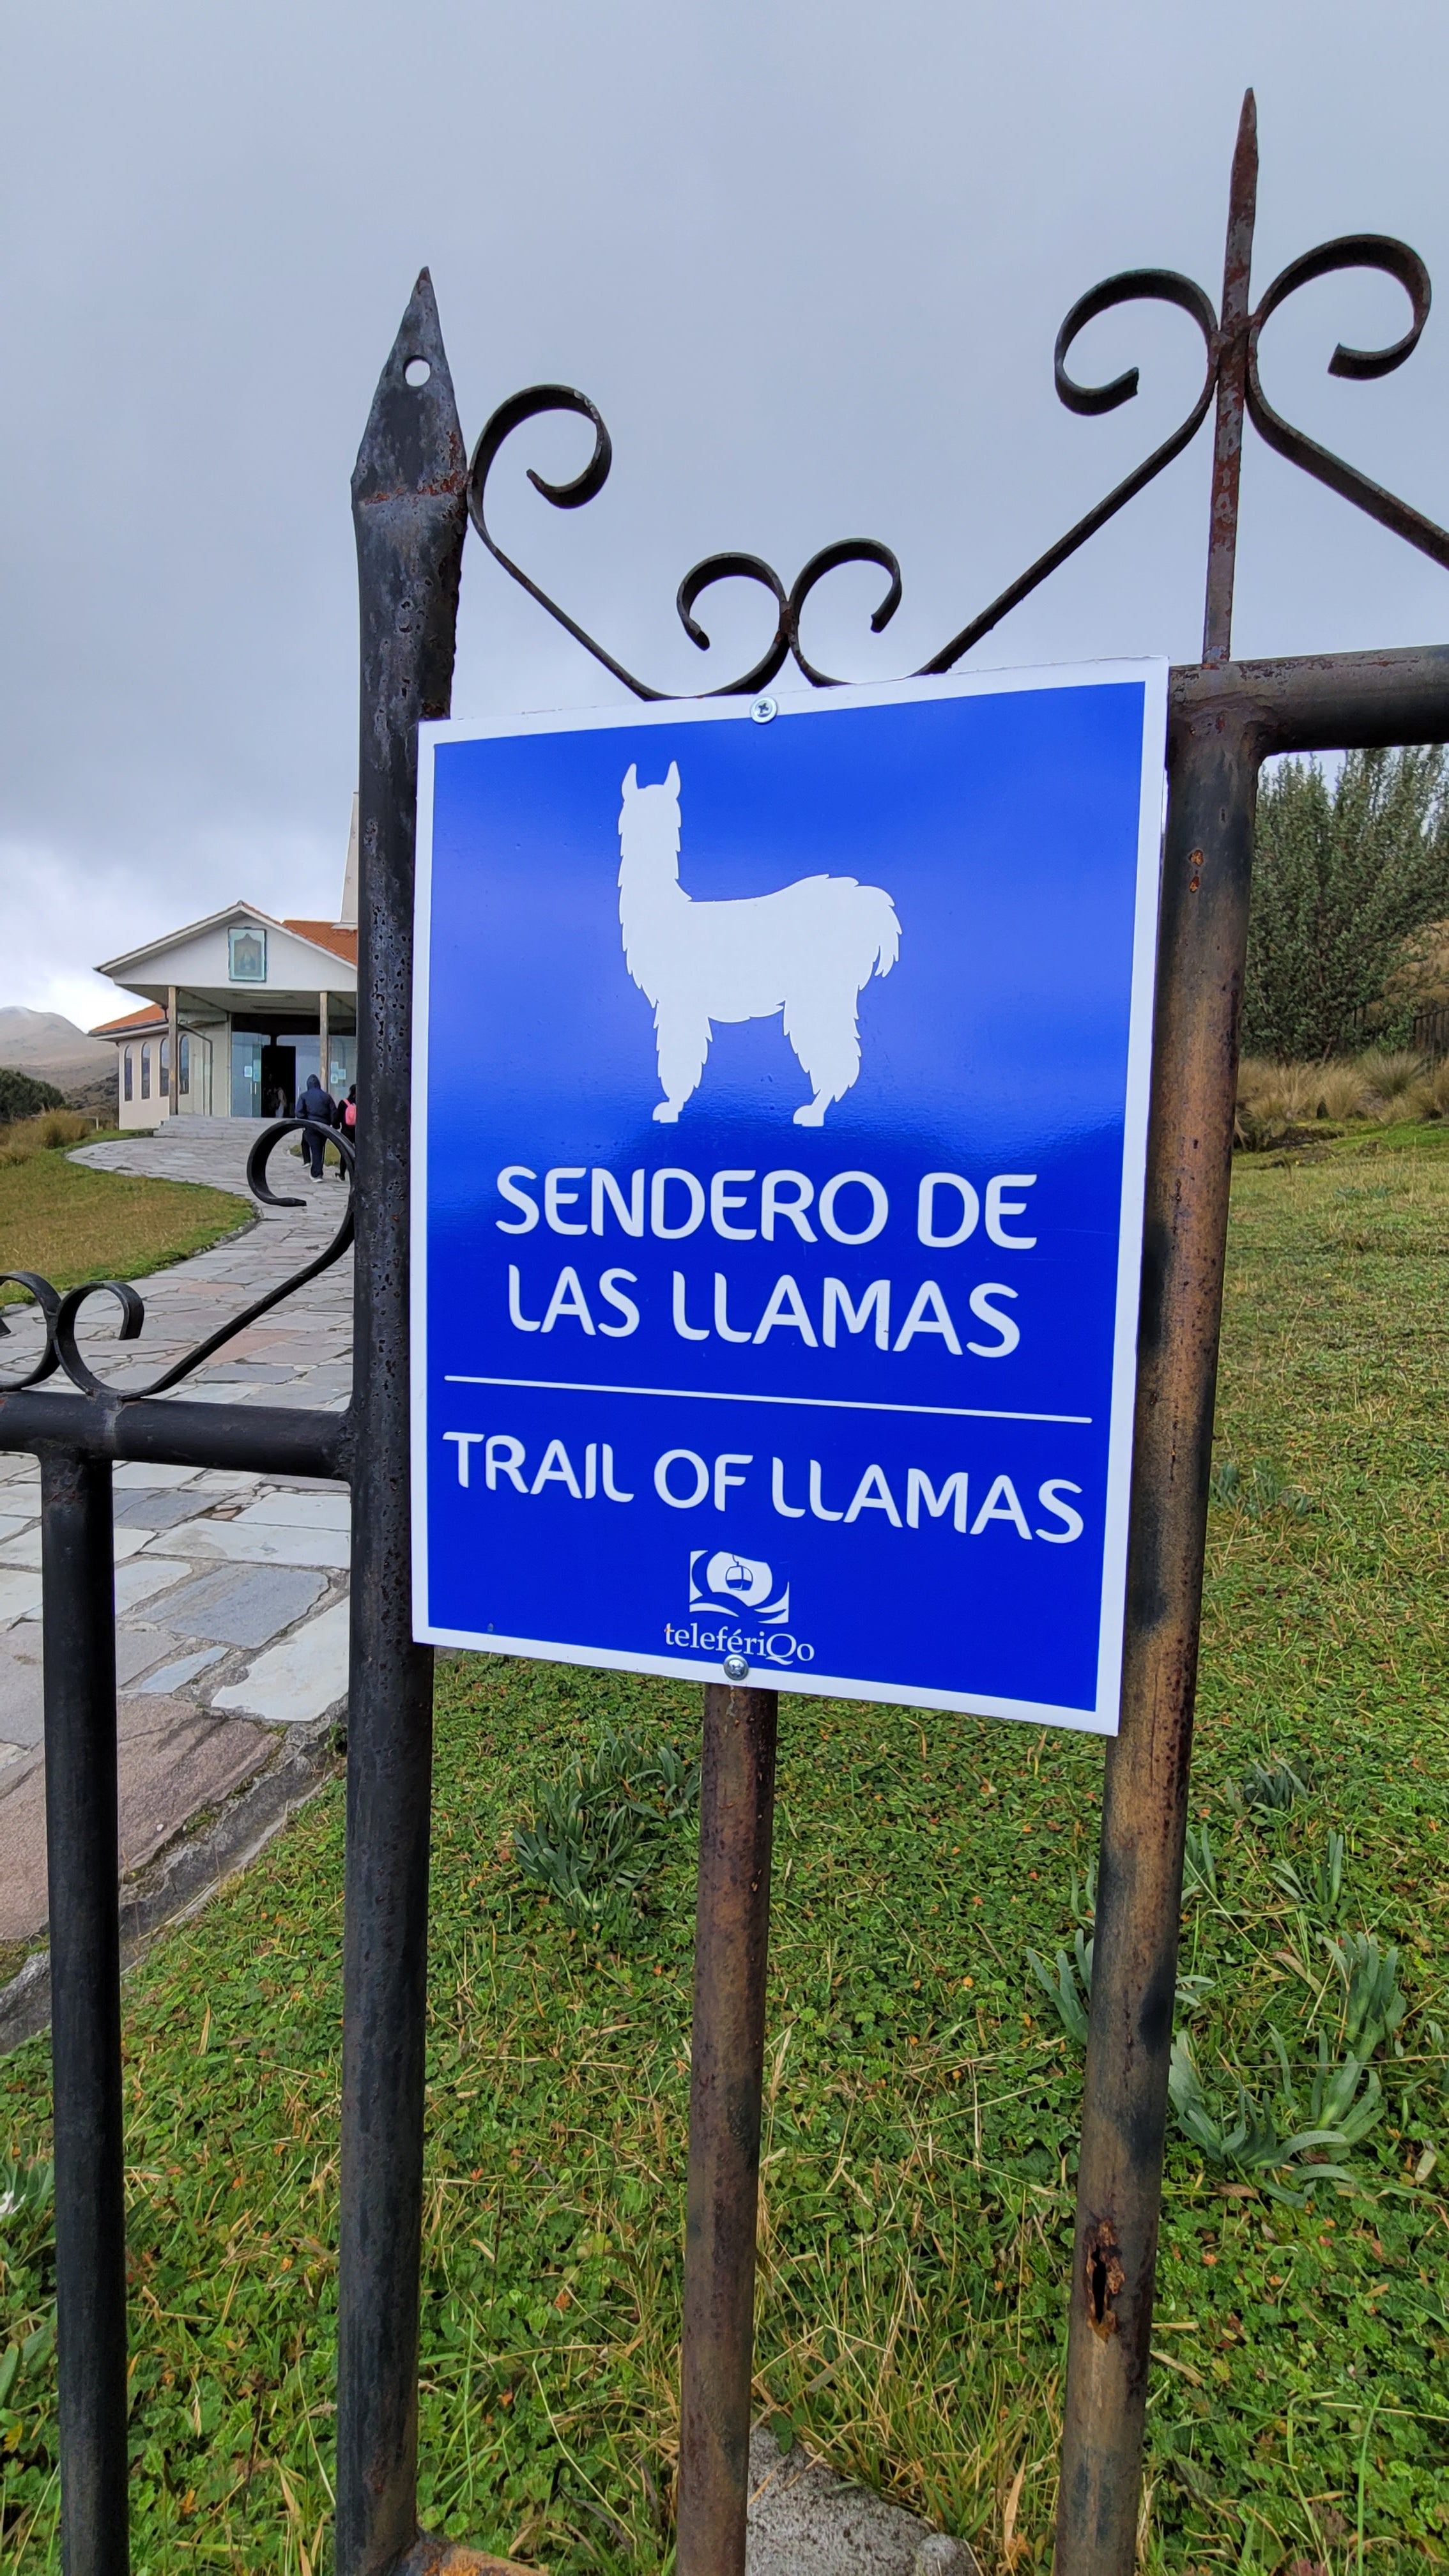 SENDERO DE
LAS LLAMAS
TRAIL OF LLAMAS
telefériQo